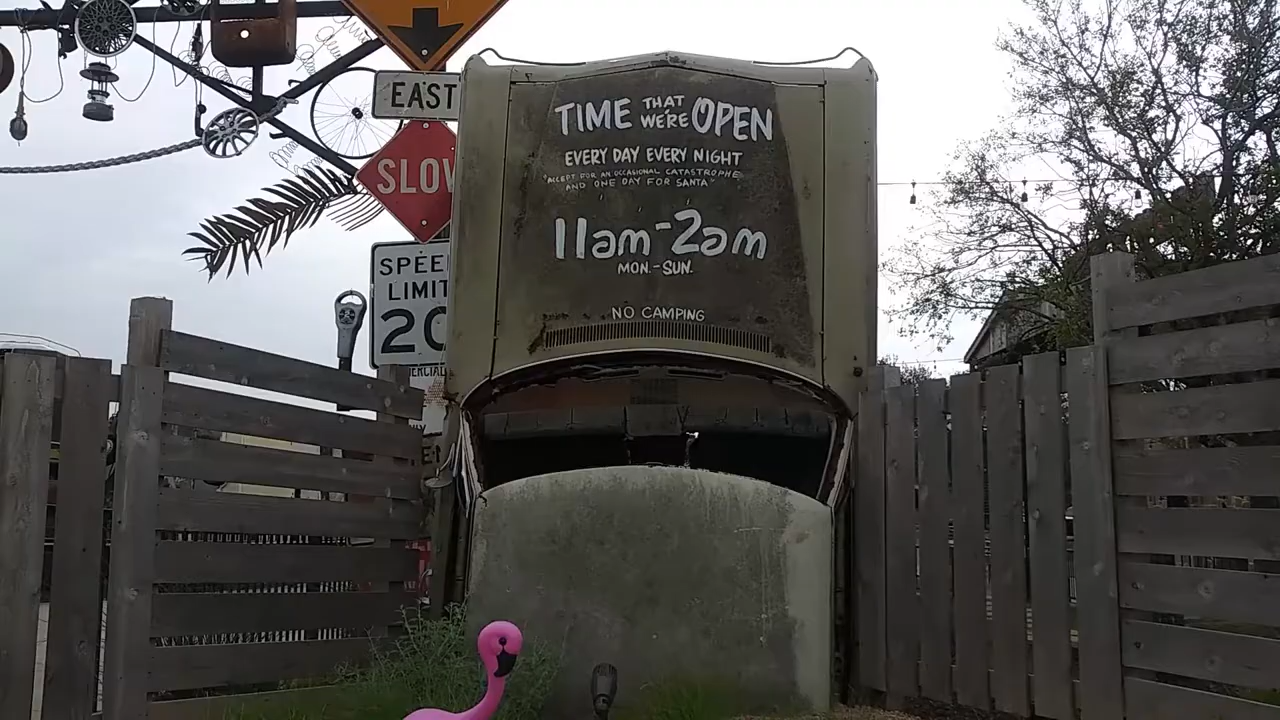 EAST
SLOW
SPEED
LIMIT
20
TIME THAT WE'RE OPEN
EVERY DAY EVERY NIGHT
"ACCEPT FOR AN OCCASIONAL CATASTROPHE
AND ONE DAY FOR SANTA"
11am-2am
MON.-SUN.
NO CAMPING